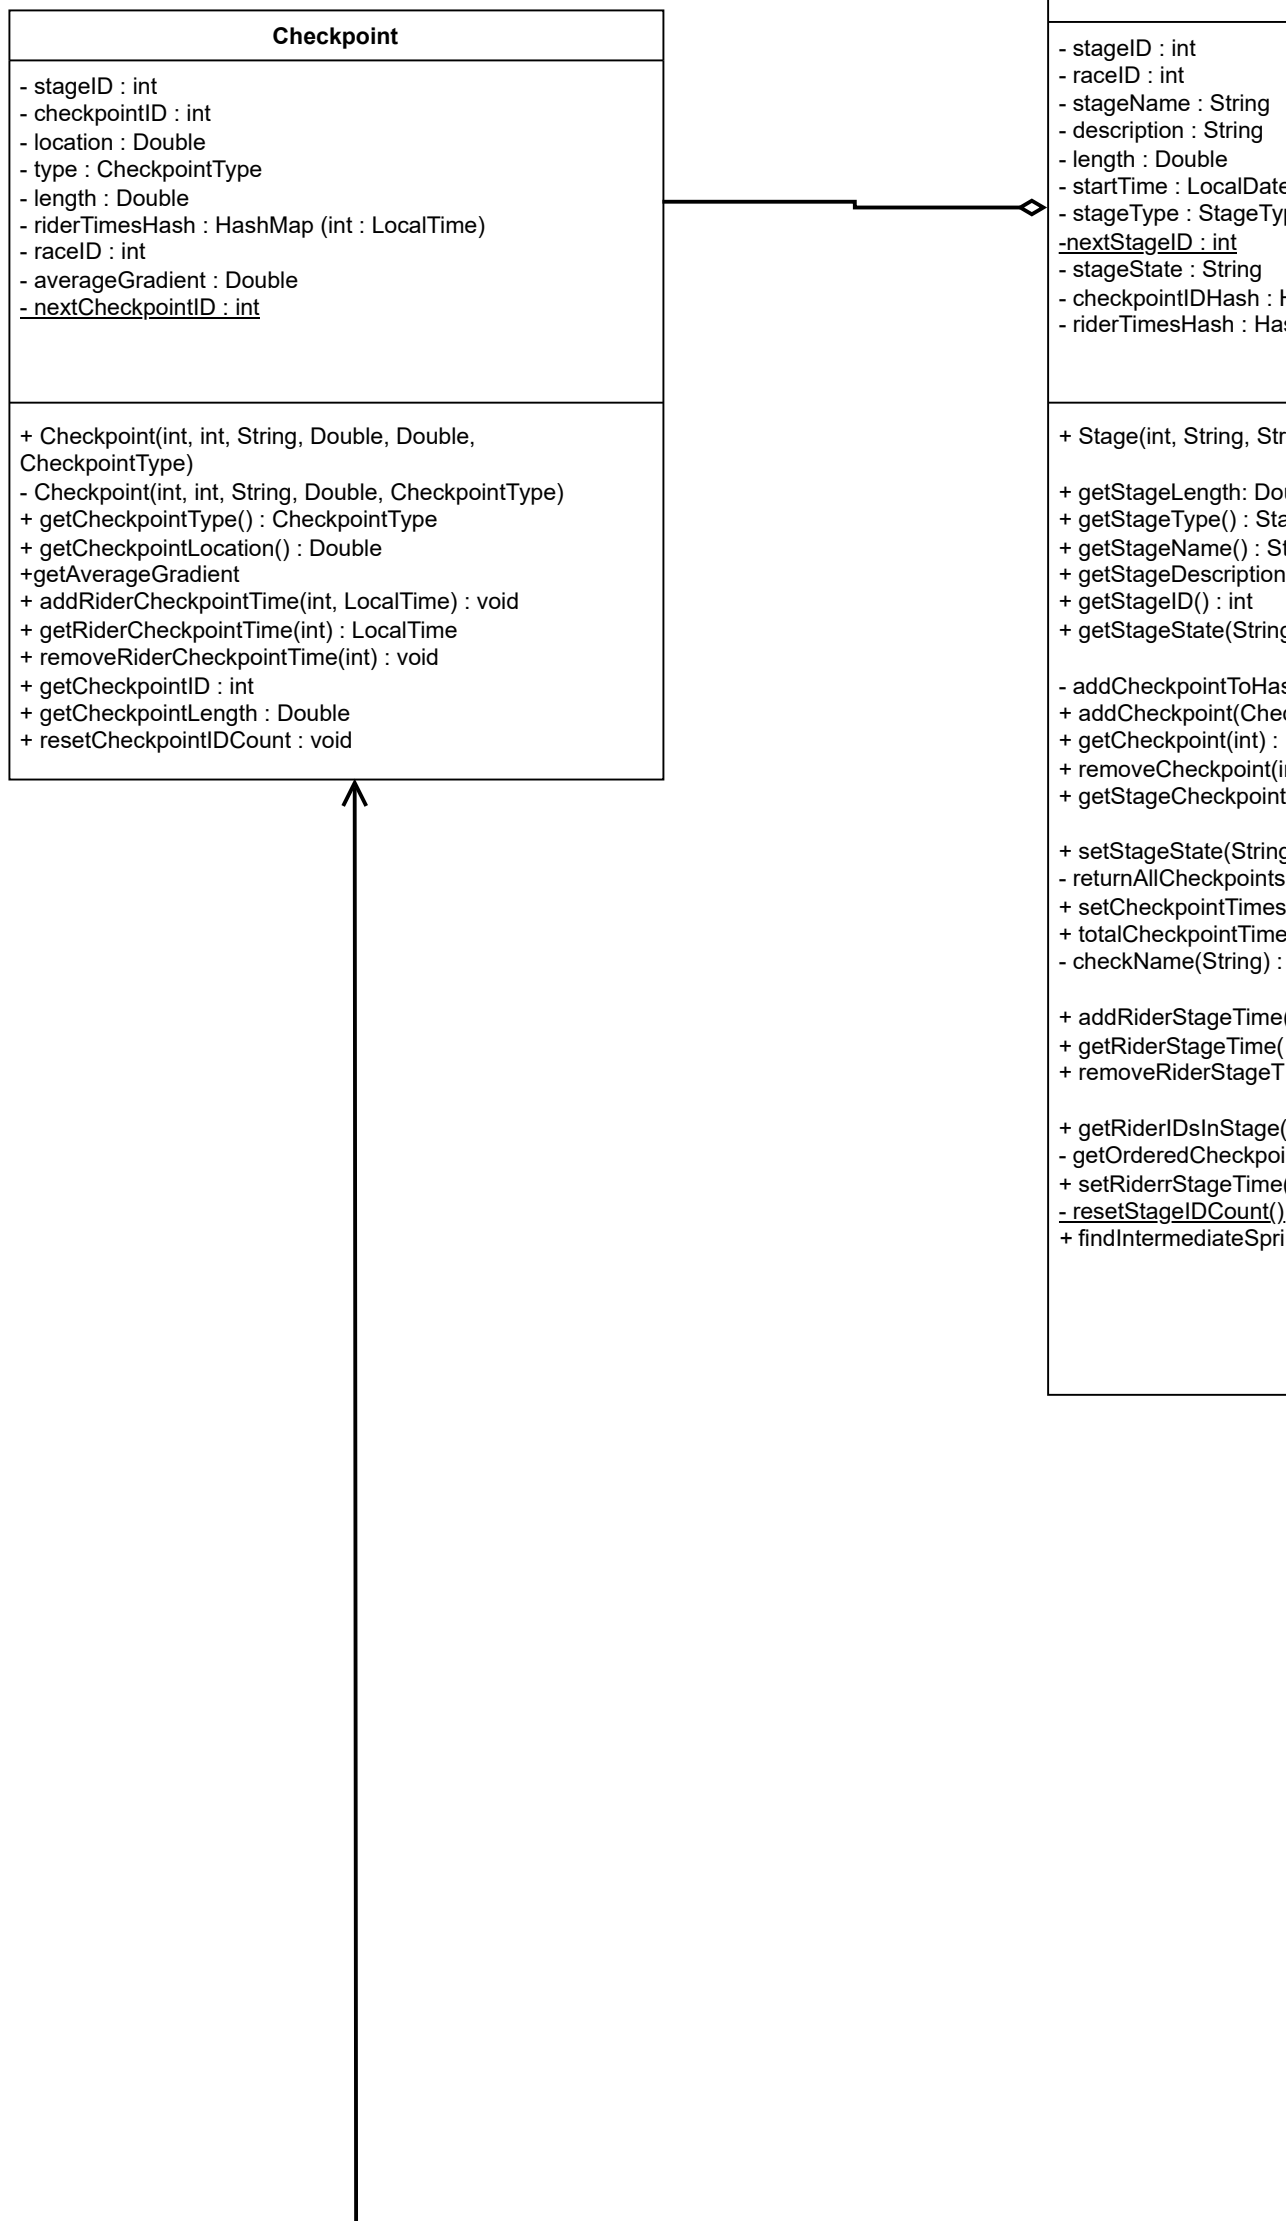 Checkpoint
- stageID : int
- checkpointID : int
- location : Double
- type : CheckpointType
- length : Double
- riderTimesHash : HashMap (int : LocalTime)
- raceID : int
- averageGradient : Double
- nextCheckpointID : int
+ Checkpoint(int, int, String, Double, Double,
CheckpointType)
- Checkpoint(int, int, String, Double, CheckpointType)
+ getCheckpointType() : CheckpointType
+ getCheckpointLocation() : Double
+getAverageGradient
+ addRiderCheckpointTime(int, LocalTime) : void
+ getRiderCheckpointTime(int) : LocalTime
+ removeRiderCheckpointTime(int) : void
+ getCheckpointID : int
+ getCheckpointLength : Double
+ resetCheckpointIDCount : void
- stageID : int
- raceID : int
- stageName : String
- description : String
- length : Double
- startTime : LocalDate
- stageType : StageTy
-nextStageID : int
- stageState : String
- checkpointIDHash : H
- riderTimesHash : Has
+ Stage(int, String, Str
+ getStageLength: Dou
+ getStageType() : Sta
+ getStageName() : St
+ getStageDescription
+ getStageID() : int
+ getStageState(String
- addCheckpointToHas
+ addCheckpoint(Chec
+ getCheckpoint(int) :
+ removeCheckpoint(i
+ getStageCheckpoint
+ setStageState(String
- returnAllCheckpoints
+ setCheckpointTimes
+ totalCheckpointTime
- checkName(String) :
+ addRiderStageTime(
+ getRiderStageTime(
+ removeRiderStageT
+ getRiderIDsInStage(
- getOrderedCheckpoi
+ setRiderrStageTime(
- resetStageIDCount()
+ findIntermediateSpri